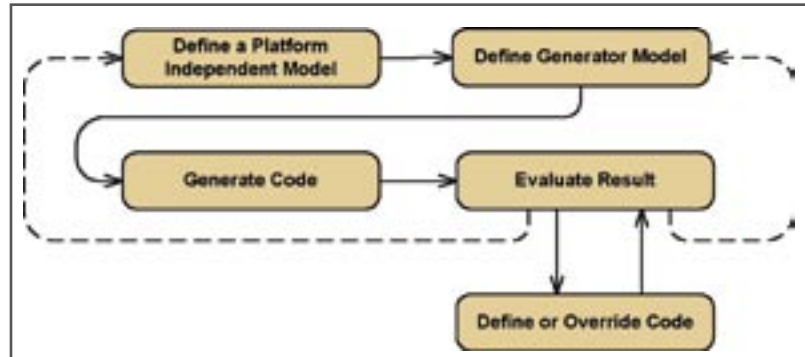 Define a Platform
Independent Model
Define Generator Model
Generate Code
Evaluate Result
Define or Override Code